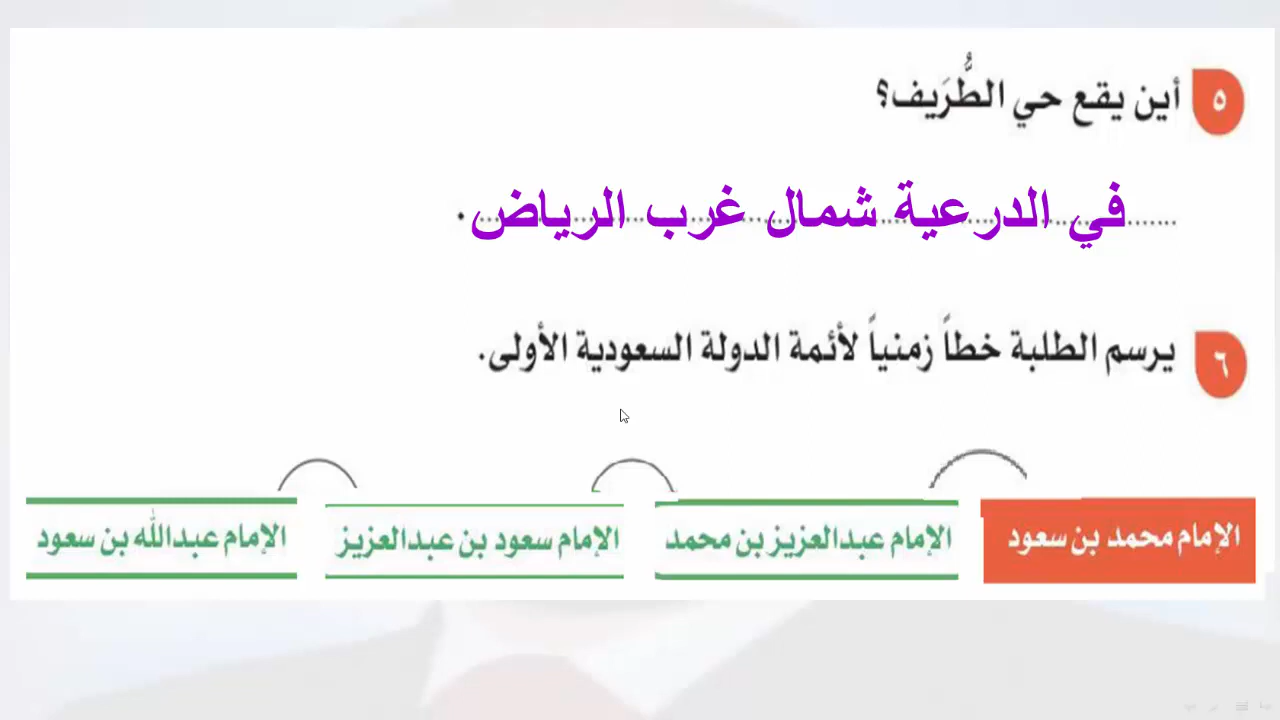 ٥ أين يقع حي الطُّرَيف؟
في الدرعية شمال غرب الرياض.
٦ يرسم الطلبة خطاً زمنياً لأئمة الدولة السعودية الأولى.
الإمام محمد بن سعود الإمام عبدالعزيز بن محمد الإمام سعود بن عبدالعزيز الإمام عبدالله بن سعود